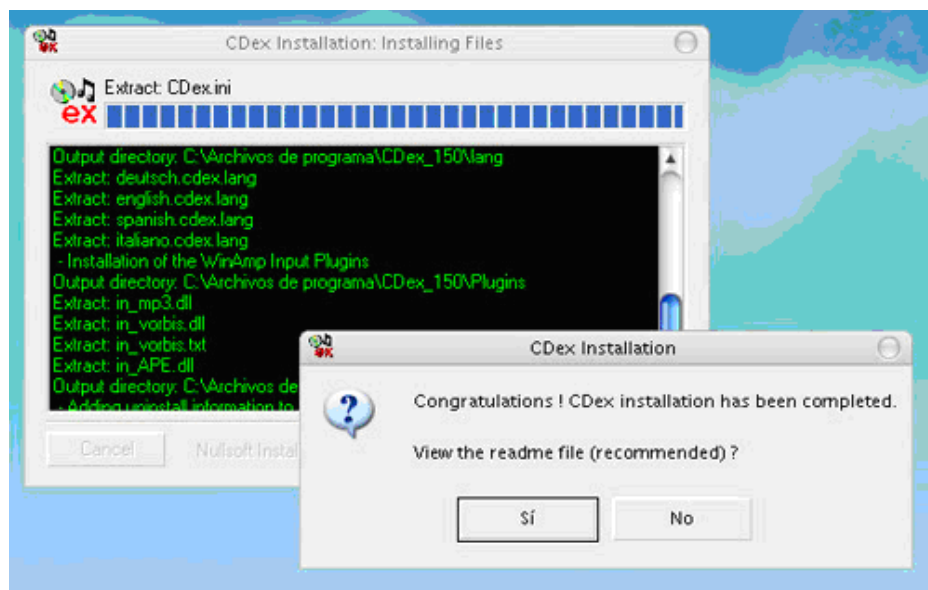 CDex Installation: Installing Files
Extract: CDex.ini
ex
Output directory: C:\Archivos de programa\CDex_150\lang
Extract: deutsch.cdex.lang
Extract: english.cdex.lang
Extract: spanish.cdex.lang
Extract: italiano.cdex.lang
- Installation of the WinAmp Input Plugins
Output directory: C:\Archivos de programa\CDex_150\Plugins
Extract: in_mp3.dll
Extract: in_vorbis.dll
Extract: in_vorbis.txt
Extract: in_APE.dll
Output directory: C:\Archivos de
- Adding uninstall information to
Cancel
Nullsoft Instal
CDex Installation
Congratulations ! CDex installation has been completed.
View the readme file (recommended) ?
Sí
No